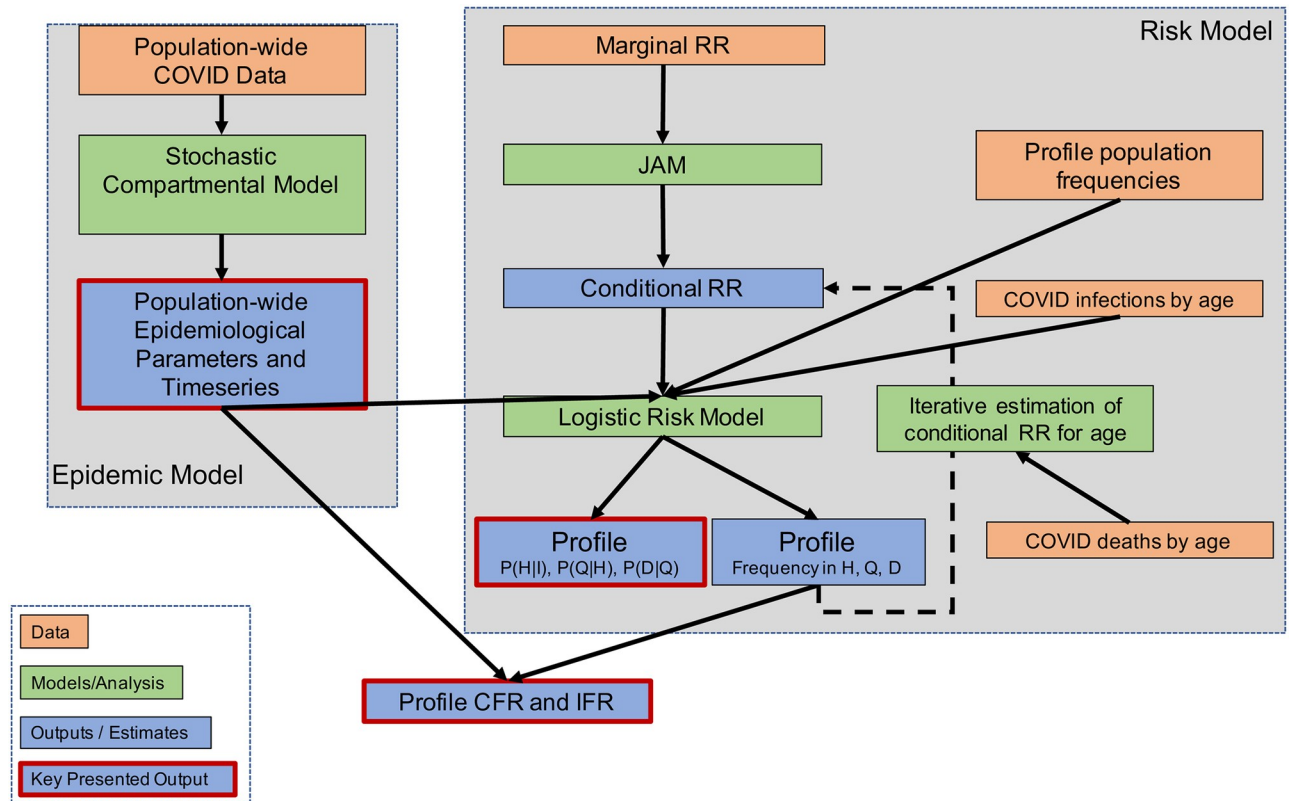 Population-wide
COVID Data
Stochastic
Compartmental Model
Population-wide
Epidemiological
Parameters and
Timeseries
Epidemic Model
Risk Model
Marginal RR
JAM
Conditional RR
Profile population
frequencies
COVID infections by age
Logistic Risk Model
Iterative estimation of
conditional RR for age
COVID deaths by age
Profile
P(H|I), P(Q|H), P(D|Q)
Profile
Frequency in H, Q, D
Profile CFR and IFR
Data
Models/Analysis
Outputs / Estimates
Key Presented Output